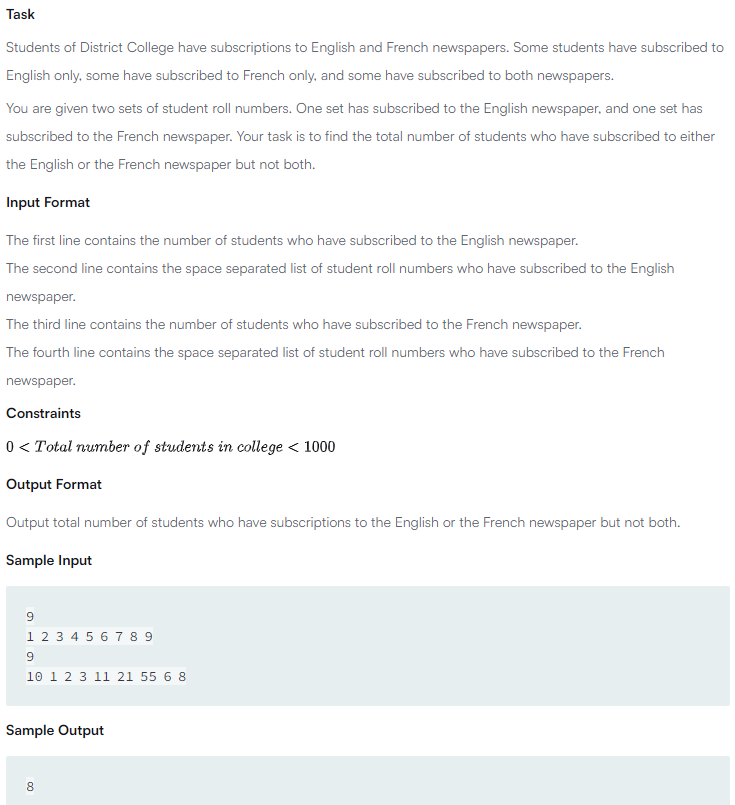 Task
Students of District College have subscriptions to English and French newspapers. Some students have subscribed to
English only, some have subscribed to French only, and some have subscribed to both newspapers.
You are given two sets of student roll numbers. One set has subscribed to the English newspaper, and one set has
subscribed to the French newspaper. Your task is to find the total number of students who have subscribed to either
the English or the French newspaper but not both.
Input Format
The first line contains the number of students who have subscribed to the English newspaper.
The second line contains the space separated list of student roll numbers who have subscribed to the English
newspaper.
The third line contains the number of students who have subscribed to the French newspaper.
The fourth line contains the space separated list of student roll numbers who have subscribed to the French
newspaper.
Constraints
0 < Total number of students in college < 1000
Output Format
Output total number of students who have subscriptions to the English or the French newspaper but not both.
Sample Input
9
1 2 3 4 5 6 7 8 9
9
10 1 2 3 11 21 55 6 8
Sample Output
8